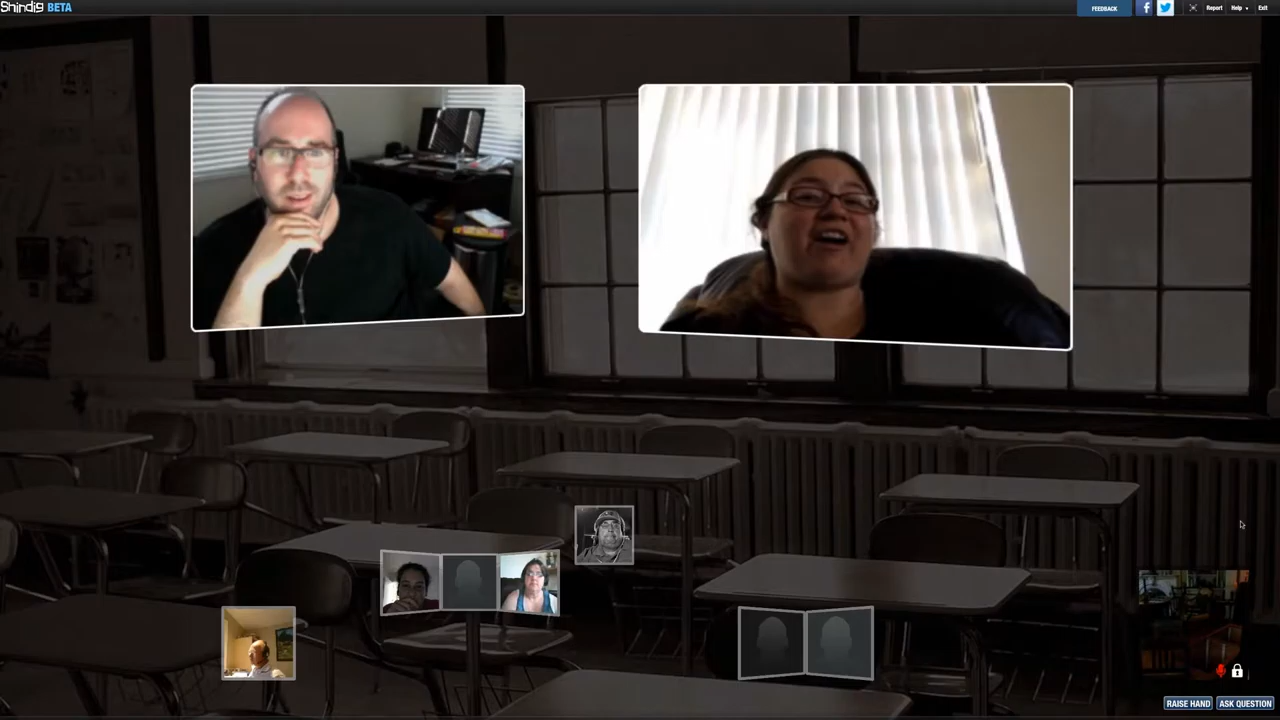 Shindig BETA
FEEDBACK
Report
Help
Exit
RAISE HAND
ASK QUESTION